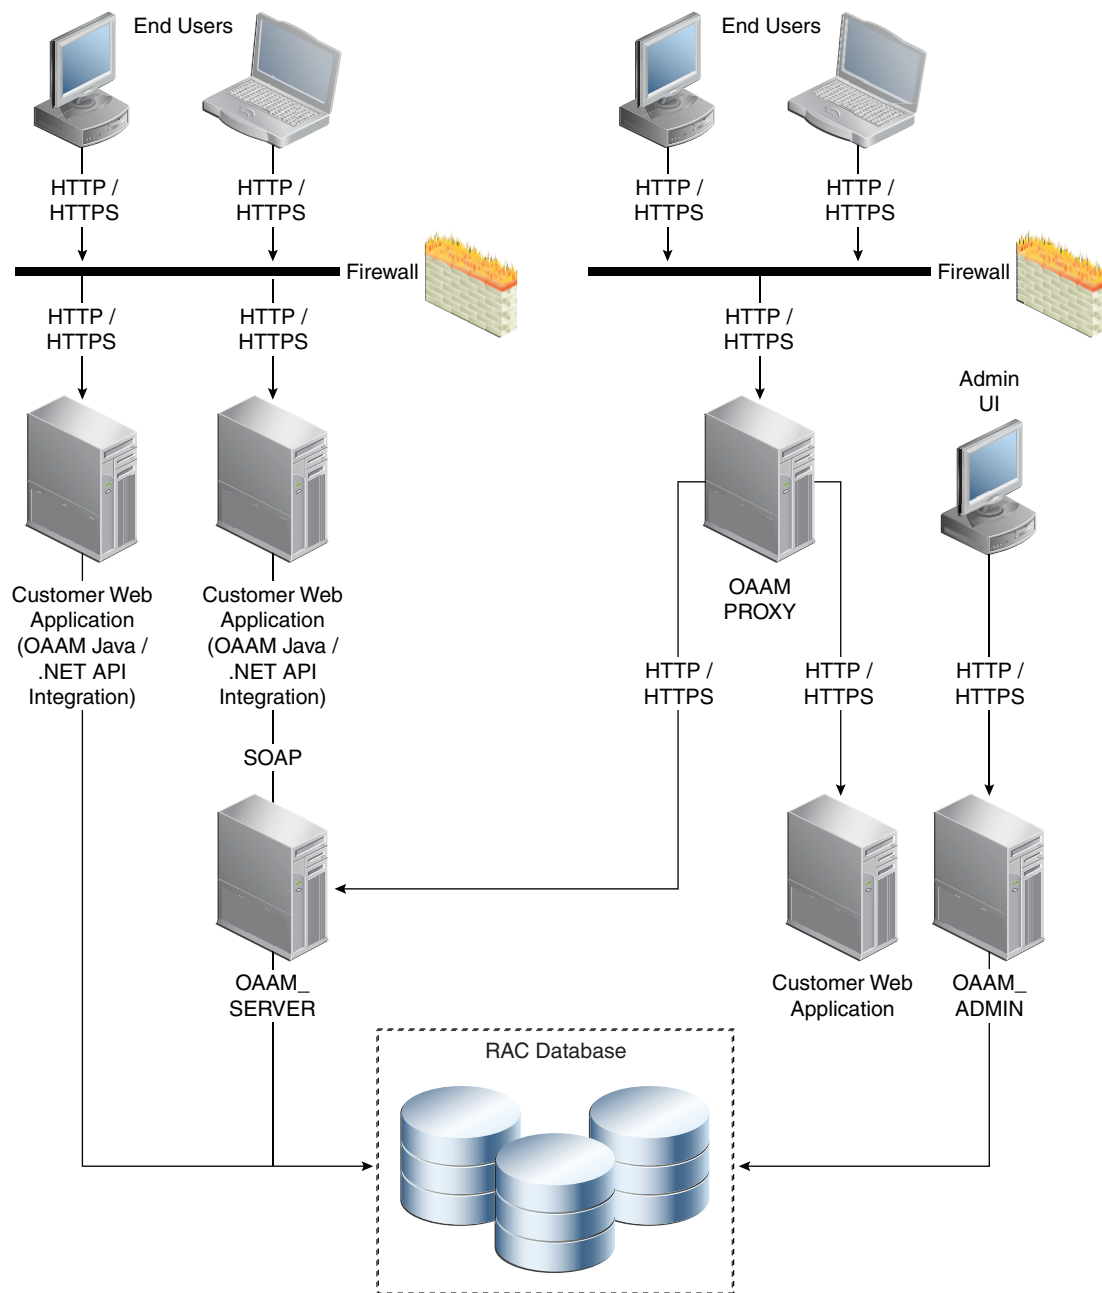 End Users
End Users
HTTP /
HTTPS
HTTP /
HTTPS
HTTP /
HTTPS
HTTP /
HTTPS
Firewall
Firewall
HTTP /
HTTPS
HTTP /
HTTPS
HTTP /
HTTPS
Admin
UI
Customer Web
Application
(OAAM Java /
.NET API
Integration)
Customer Web
Application
(OAAM Java /
.NET API
Integration)
OAAM
PROXY
HTTP /
HTTPS
HTTP /
HTTPS
HTTP /
HTTPS
SOAP
OAAM_
SERVER
Customer Web
Application
OAAM_
ADMIN
RAC Database